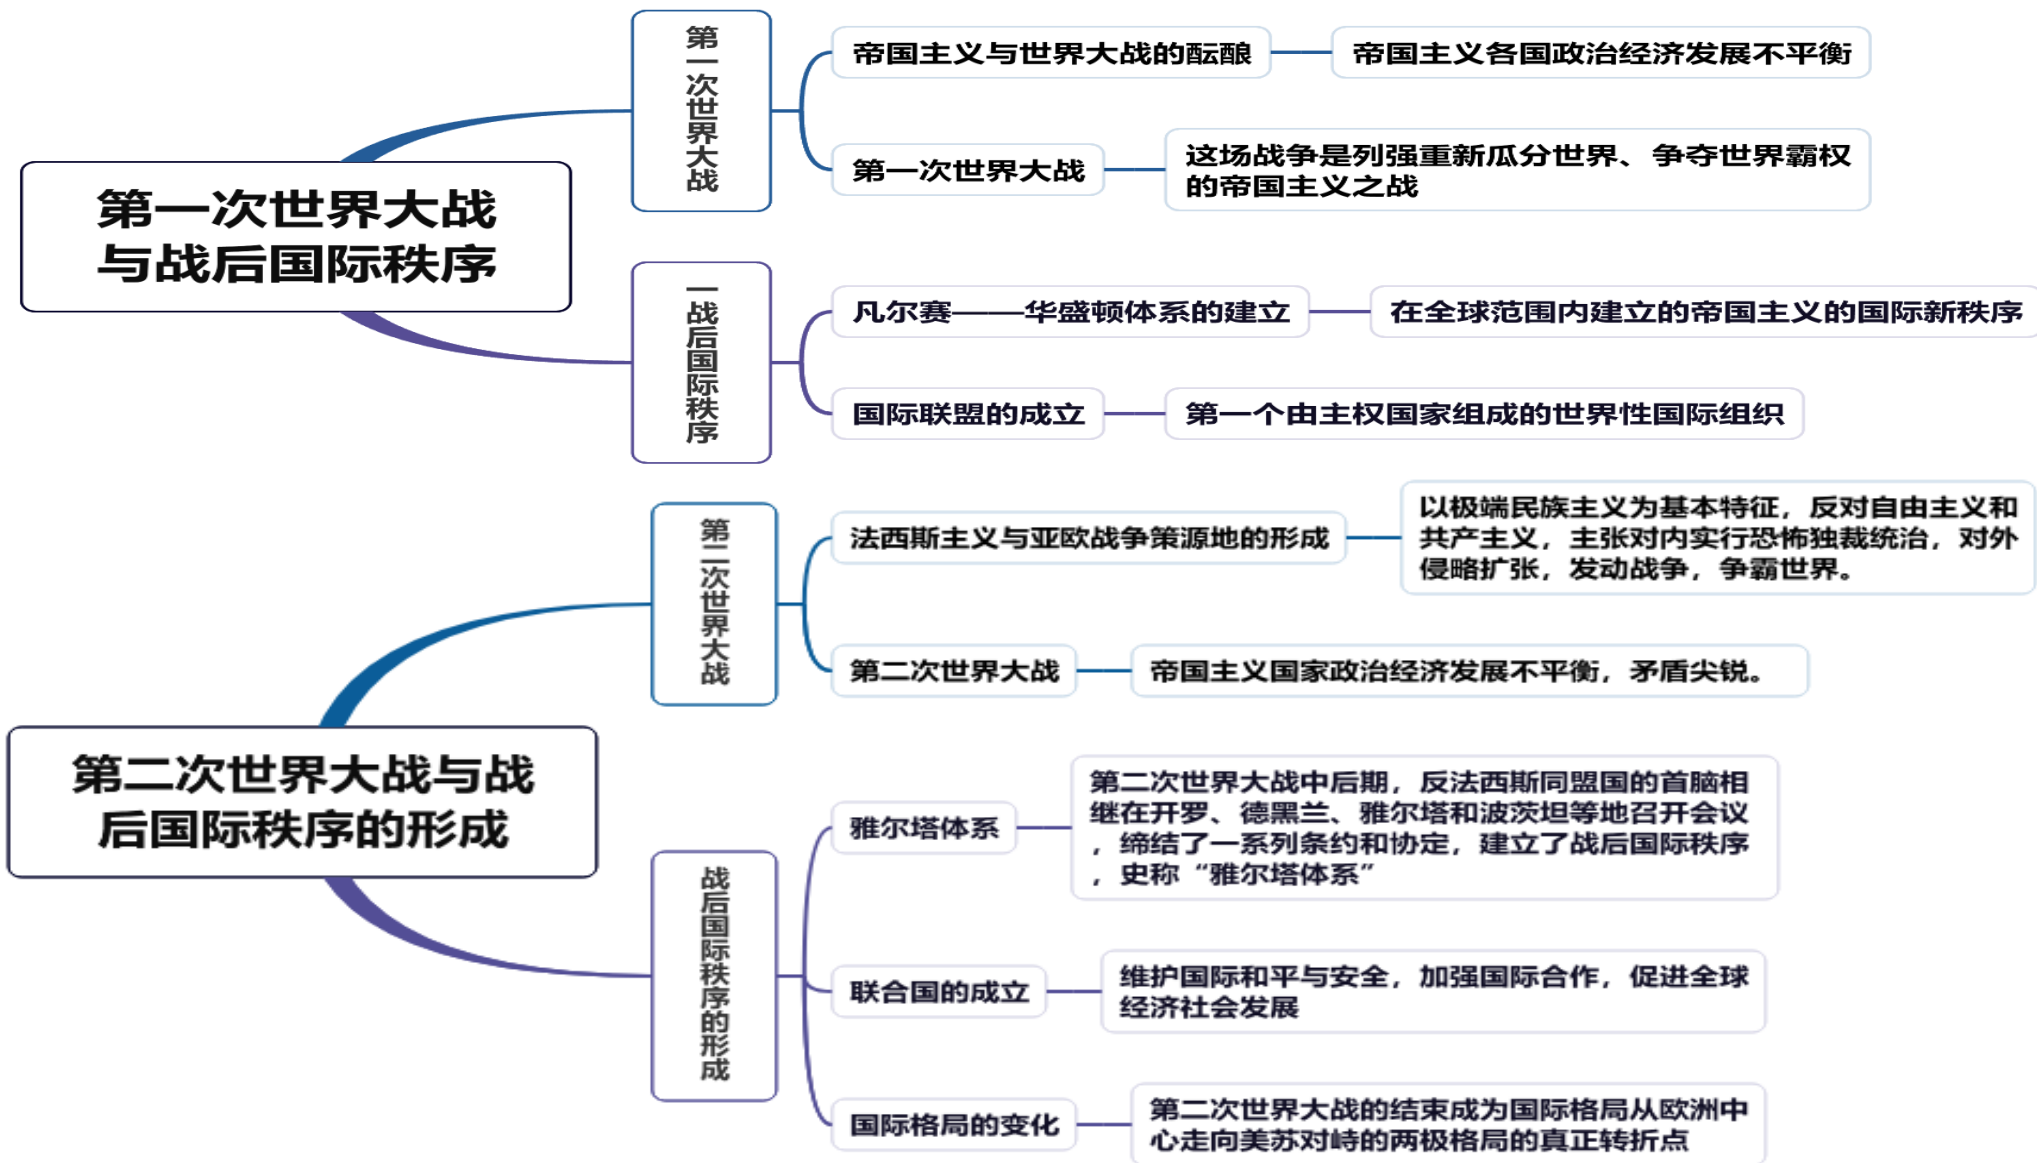 第一次世界大战
与战后国际秩序
第一次世界大战
帝国主义与世界大战的酝酿
帝国主义各国政治经济发展不平衡
第一次世界大战
这场战争是列强重新瓜分世界、争夺世界霸权
的帝国主义之战
一战后国际秩序
凡尔赛——华盛顿体系的建立
在全球范围内建立的帝国主义的国际新秩序
国际联盟的成立
第一个由主权国家组成的世界性国际组织
第二次世界大战与战
后国际秩序的形成
第二次世界大战
法西斯主义与亚欧战争策源地的形成
以极端民族主义为基本特征，反对自由主义和
共产主义，主张对内实行恐怖独裁统治，对外
侵略扩张，发动战争，争霸世界。
第二次世界大战
帝国主义国家政治经济发展不平衡，矛盾尖锐。
战后国际秩序的形成
雅尔塔体系
第二次世界大战中后期，反法西斯同盟国的首脑相
继在开罗、德黑兰、雅尔塔和波茨坦等地召开会议
，缔结了一系列条约和协定，建立了战后国际秩序
，史称“雅尔塔体系”
联合国的成立
维护国际和平与安全，加强国际合作，促进全球
经济社会发展
国际格局的变化
第二次世界大战的结束成为国际格局从欧洲中
心走向美苏对峙的两极格局的真正转折点